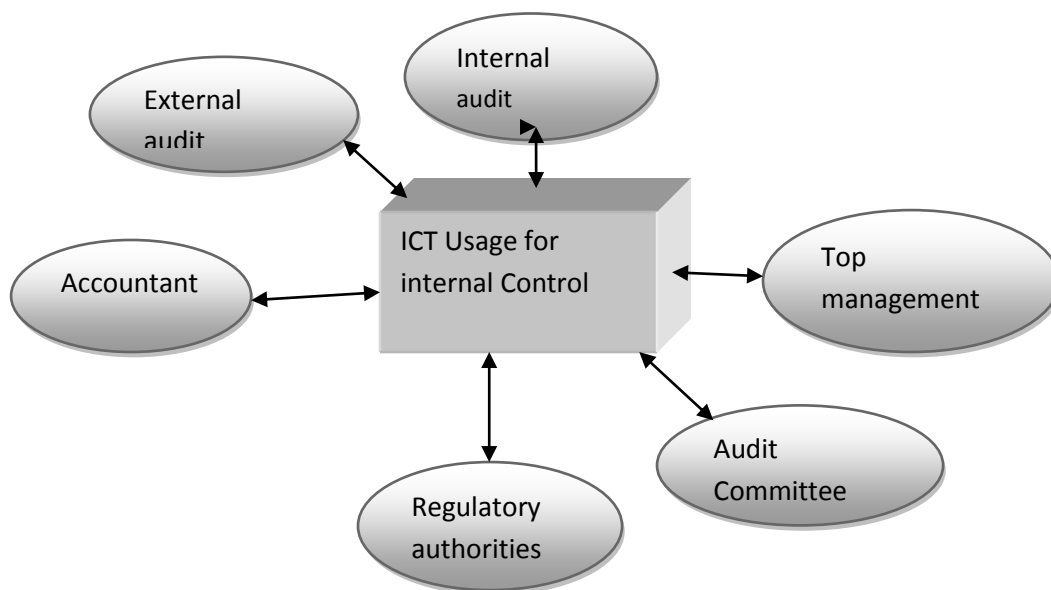 Internal
audit
External
audit
ICT Usage for
internal Control
Top
management
Accountant
Audit
Committee
Regulatory
authorities